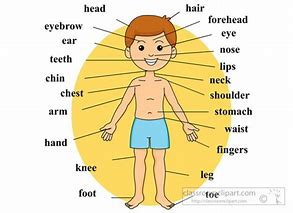 head
hair
eyebrow
forehead
ear
eye
nose
teeth
lips
chin
neck
chest
shoulder
arm
stomach
waist
hand
fingers
knee
leg
foot
toe
classroomclipart.com